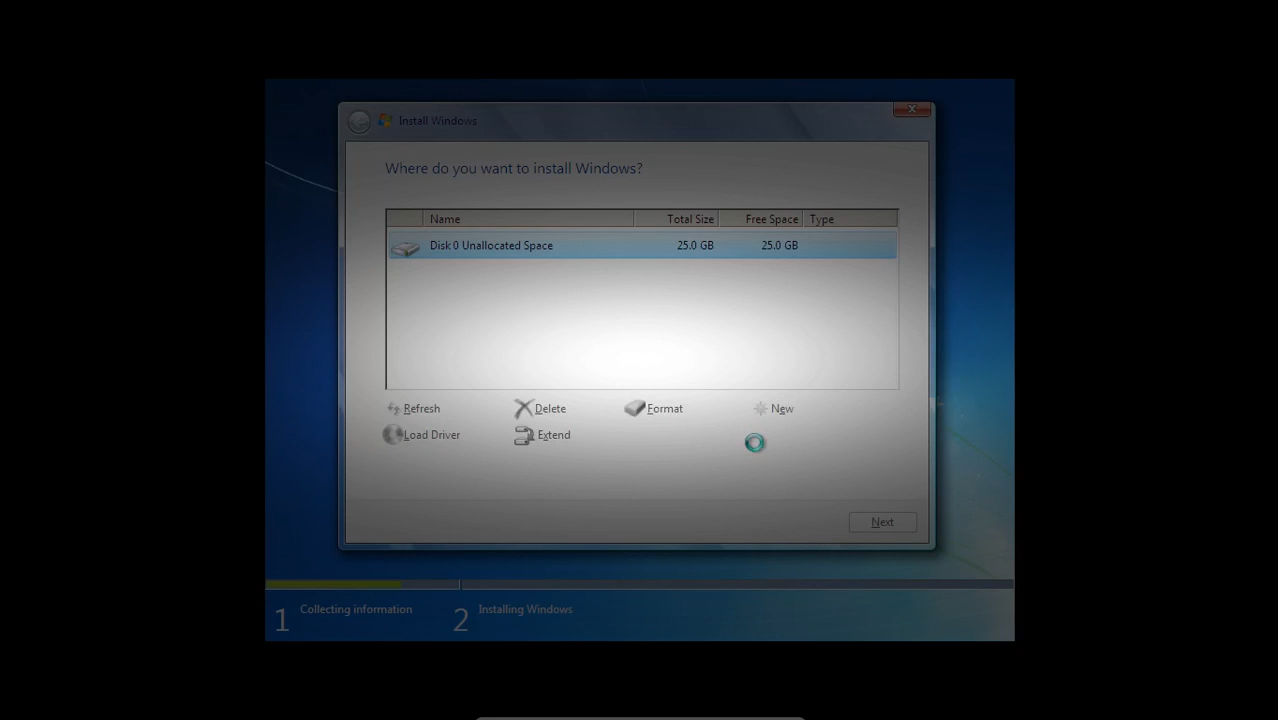 Install Windows
Where do you want to install Windows?
Name Total Size Free Space Type
Disk 0 Unallocated Space 25.0 GB 25.0 GB
Refresh Delete Format New
Load Driver Extend
Next
1 Collecting information 2 Installing Windows